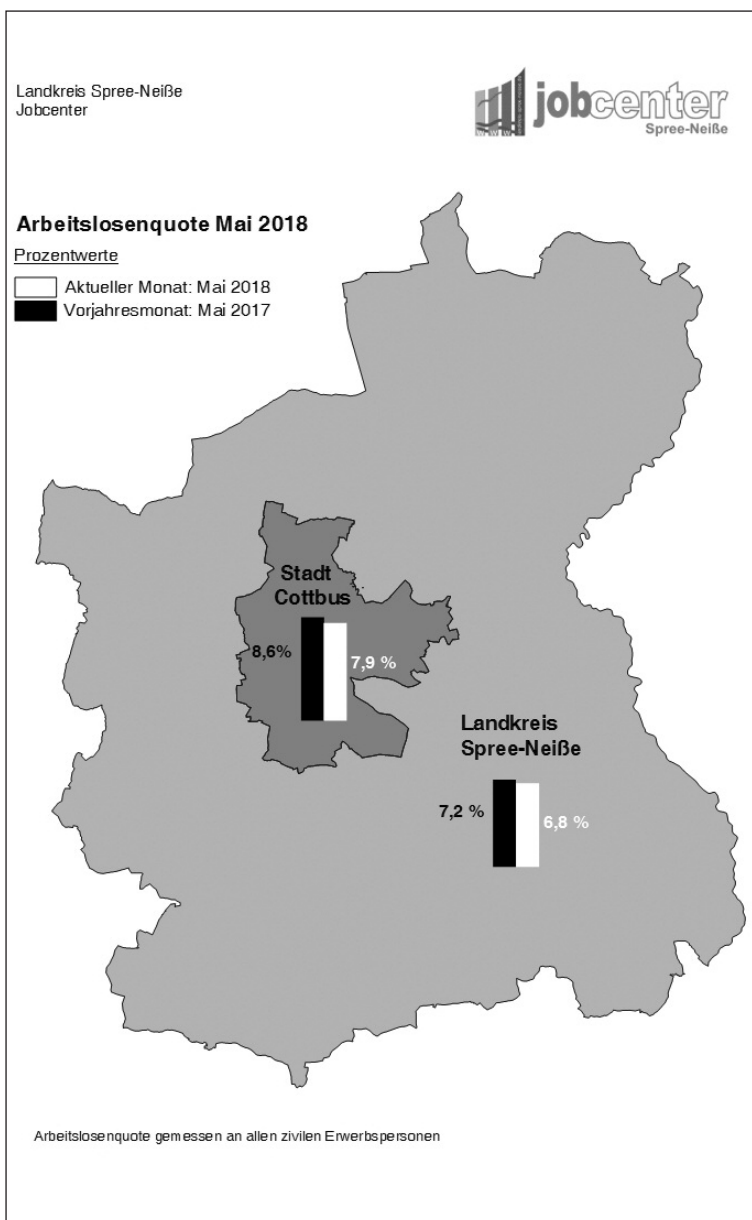 Landkreis Spree-Neiße
Jobcenter
jobcenter
Spree-Neiße
Arbeitslosenquote Mai 2018
Prozentwerte
Aktueller Monat: Mai 2018
Vorjahresmonat: Mai 2017
Stadt
Cottbus
8,6%
7,9 %
Landkreis
Spree-Neiße
7,2 %
6,8 %
Arbeitslosenquote gemessen an allen zivilen Erwerbspersonen